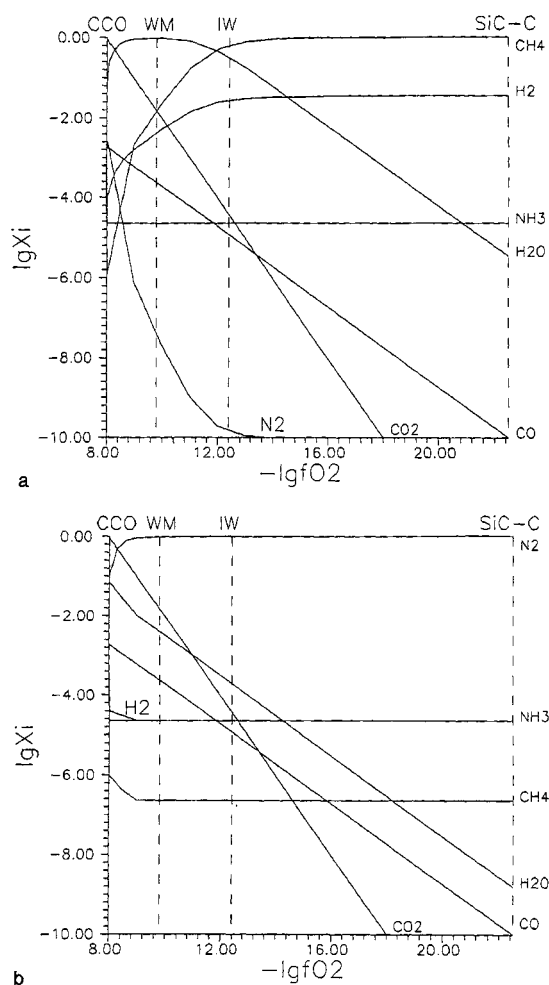 CCO WM IW SiC-C
0.00 CH4
H2
-2.00
-4.00
NH3
H2O
-6.00
-8.00
N2 CO2 CO
-10.00
8.00 12.00 16.00 20.00
lgXi
-lgfO2
a
CCO WM IW SiC-C
0.00 N2
-2.00
H2
-4.00
NH3
-6.00
CH4
-8.00
H2O
CO2 CO
-10.00
8.00 12.00 16.00 20.00
lgXi
-lgfO2
b